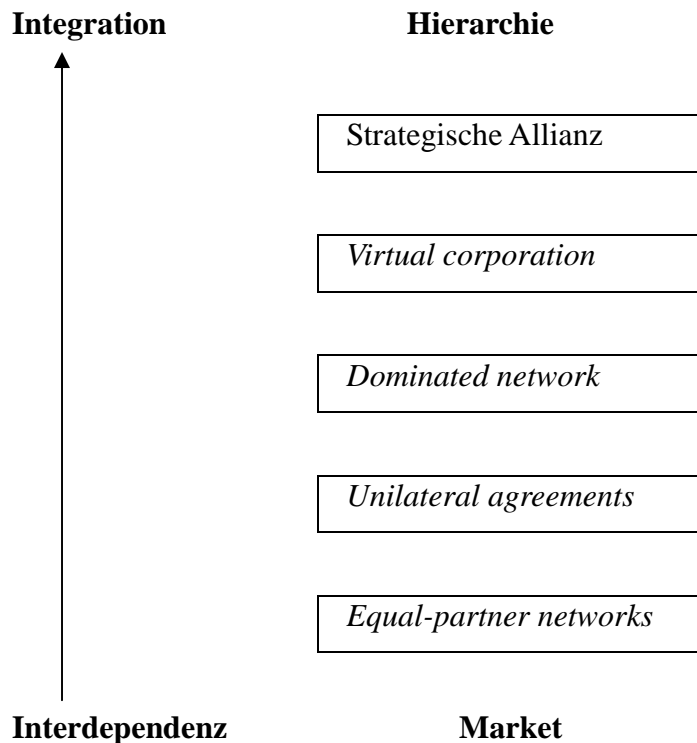 Integration Hierarchie
Strategische Allianz
Virtual corporation
Dominated network
Unilateral agreements
Equal-partner networks
Interdependenz Market